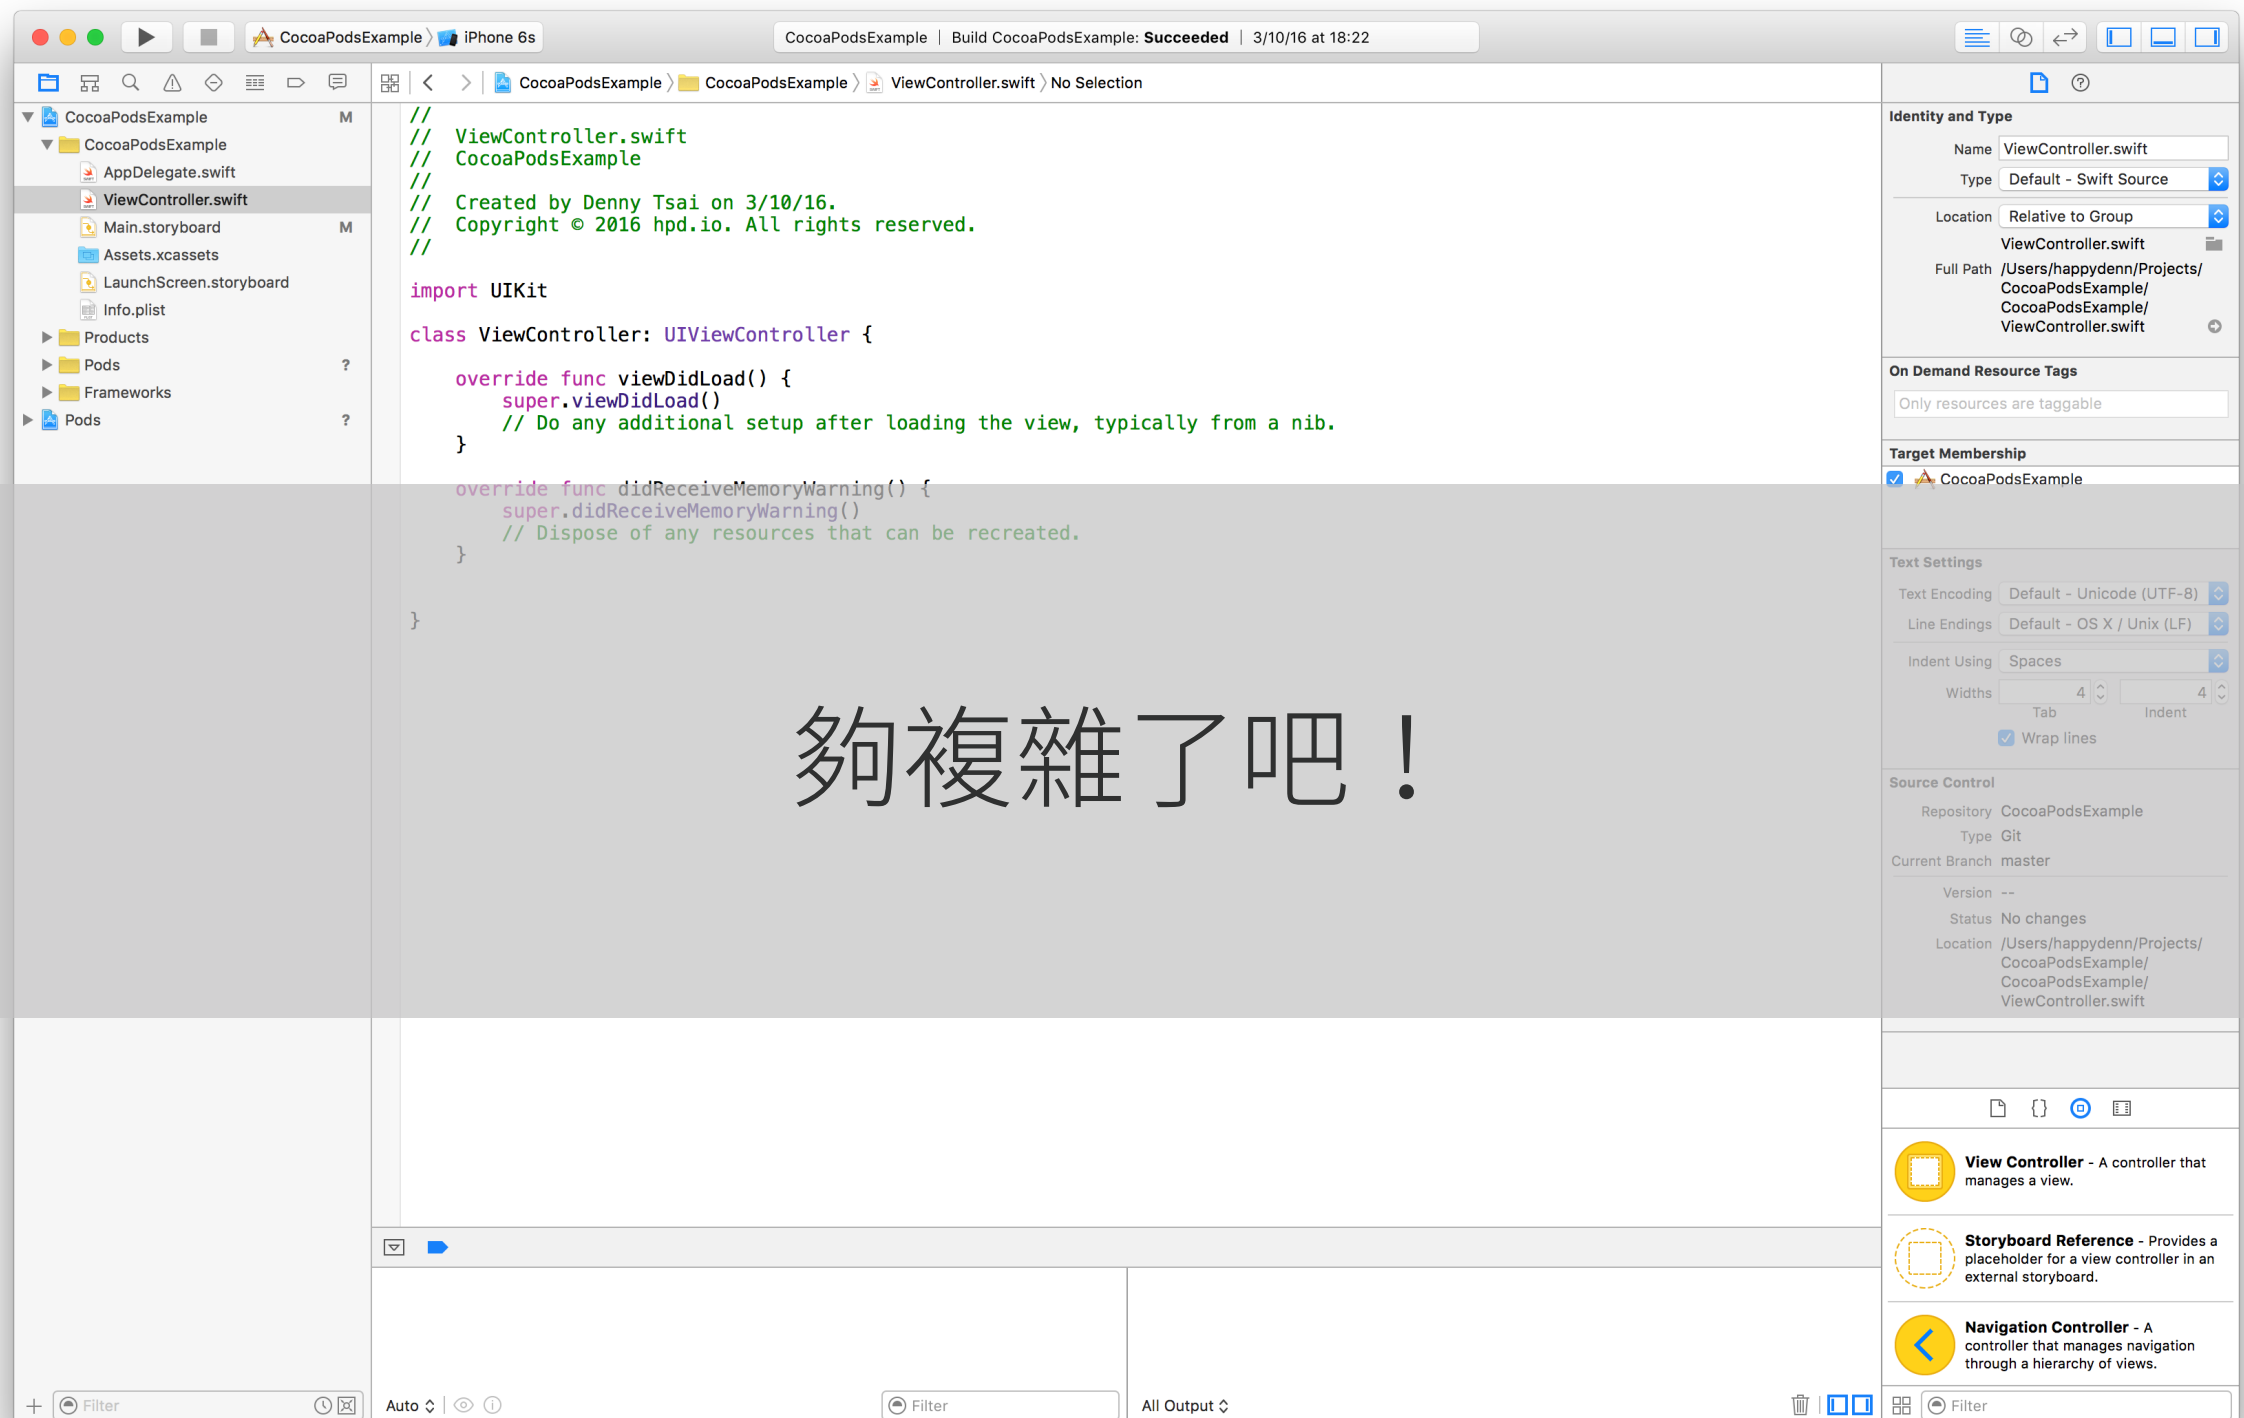 CocoaPodsExample
iPhone 6s
CocoaPodsExample | Build CocoaPodsExample: Succeeded | 3/10/16 at 18:22
CocoaPodsExample
CocoaPodsExample
ViewController.swift
No Selection
CocoaPodsExample M
CocoaPodsExample
AppDelegate.swift
ViewController.swift
Main.storyboard M
Assets.xcassets
LaunchScreen.storyboard
Info.plist
Products
Pods ?
Frameworks
Pods ?
//
// ViewController.swift
// CocoaPodsExample
//
// Created by Denny Tsai on 3/10/16.
// Copyright © 2016 hpd.io. All rights reserved.
//
import UIKit
class ViewController: UIViewController {
override func viewDidLoad() {
super.viewDidLoad()
// Do any additional setup after loading the view, typically from a nib.
}
override func didReceiveMemoryWarning() {
super.didReceiveMemoryWarning()
// Dispose of any resources that can be recreated.
}
}
夠複雜了吧！
Identity and Type
Name ViewController.swift
Type Default - Swift Source
Location Relative to Group
ViewController.swift
Full Path /Users/happydenn/Projects/
CocoaPodsExample/
CocoaPodsExample/
ViewController.swift
On Demand Resource Tags
Only resources are taggable
Target Membership
CocoaPodsExample
Text Settings
Text Encoding Default - Unicode (UTF-8)
Line Endings Default - OS X / Unix (LF)
Indent Using Spaces
Widths 4 4
Tab Indent
Wrap lines
Source Control
Repository CocoaPodsExample
Type Git
Current Branch master
Version --
Status No changes
Location /Users/happydenn/Projects/
CocoaPodsExample/
CocoaPodsExample/
ViewController.swift
View Controller - A controller that
manages a view.
Storyboard Reference - Provides a
placeholder for a view controller in an
external storyboard.
Navigation Controller - A
controller that manages navigation
through a hierarchy of views.
Filter
Auto
Filter
All Output
Filter